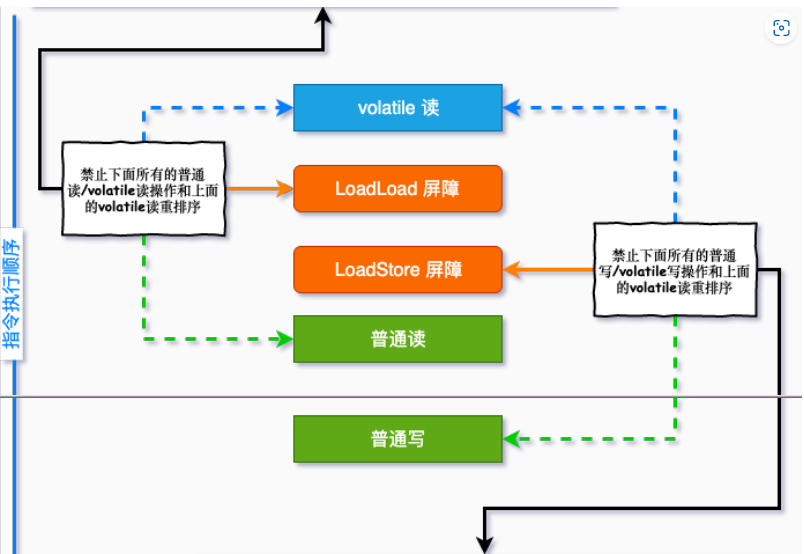 volatile 读
禁止下面所有的普通
读/volatile读操作和上面
的volatile读重排序
LoadLoad 屏障
LoadStore 屏障
禁止下面所有的普通
写/volatile写操作和上面
的volatile读重排序
指令执行顺序
普通读
普通写